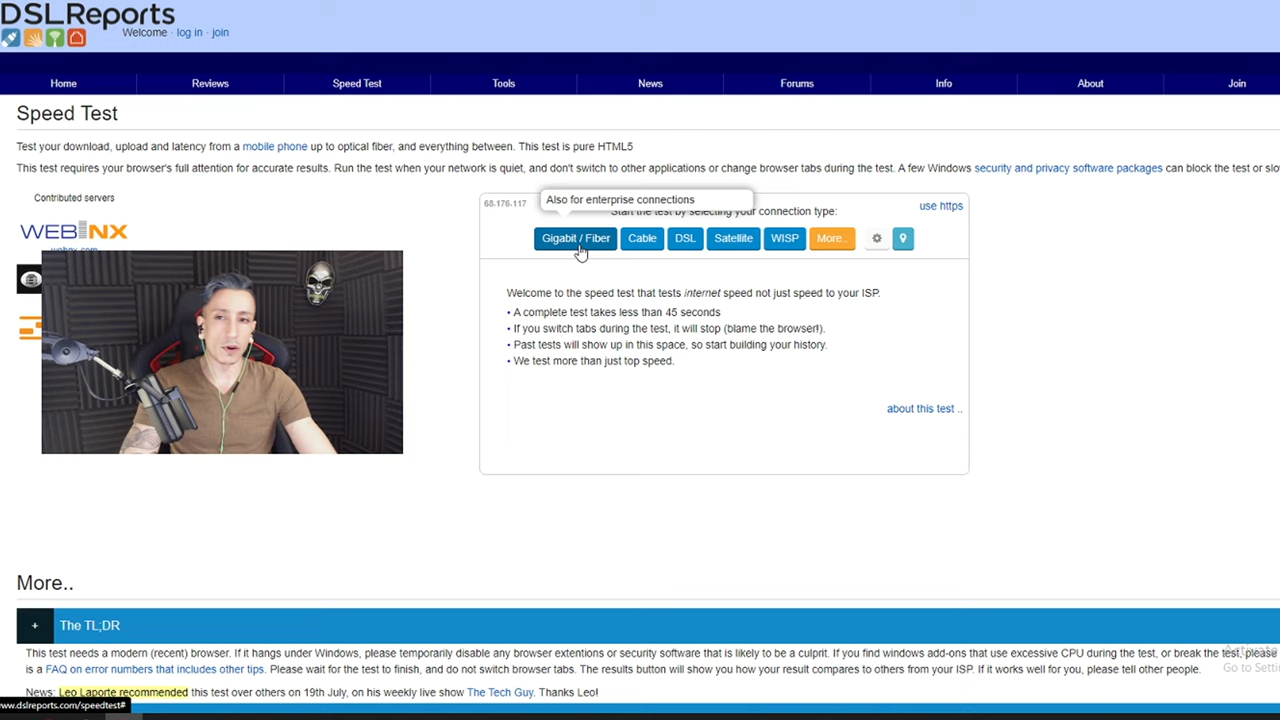 DSLReports
Welcome · log in · join
Home Reviews Speed Test Tools News Forums Info About Join
Speed Test
Test your download, upload and latency from a mobile phone up to optical fiber, and everything between. This test is pure HTML5
This test requires your browser's full attention for accurate results. Run the test when your network is quiet, and don't switch to other applications or change browser tabs during the test. A few Windows security and privacy software packages can block the test or slo
Contributed servers
WEBNX
webnx.com
68-176-117
Also for enterprise connections
use https
Start the test by selecting your connection type:
Gigabit / Fiber Cable DSL Satellite WISP More..
Welcome to the speed test that tests internet speed not just speed to your ISP.
• A complete test takes less than 45 seconds
• If you switch tabs during the test, it will stop (blame the browser!).
• Past tests will show up in this space, so start building your history.
• We test more than just top speed.
about this test ..
More..
+ The TL;DR
This test needs a modern (recent) browser. If it hangs under Windows, please temporarily disable any browser extentions or security software that is likely to be a culprit. If you find windows add-ons that use excessive CPU during the test, or break the test, please
is a FAQ on error numbers that includes other tips. Please wait for the test to finish, and do not switch browser tabs. The results button will show you how your result compares to others from your ISP. If it works well for you, please tell other people.
News: Leo Laporte recommended this test over others on 19th July, on his weekly live show The Tech Guy. Thanks Leo!
Activate
Go to Setti
www.dslreports.com/speedtest#